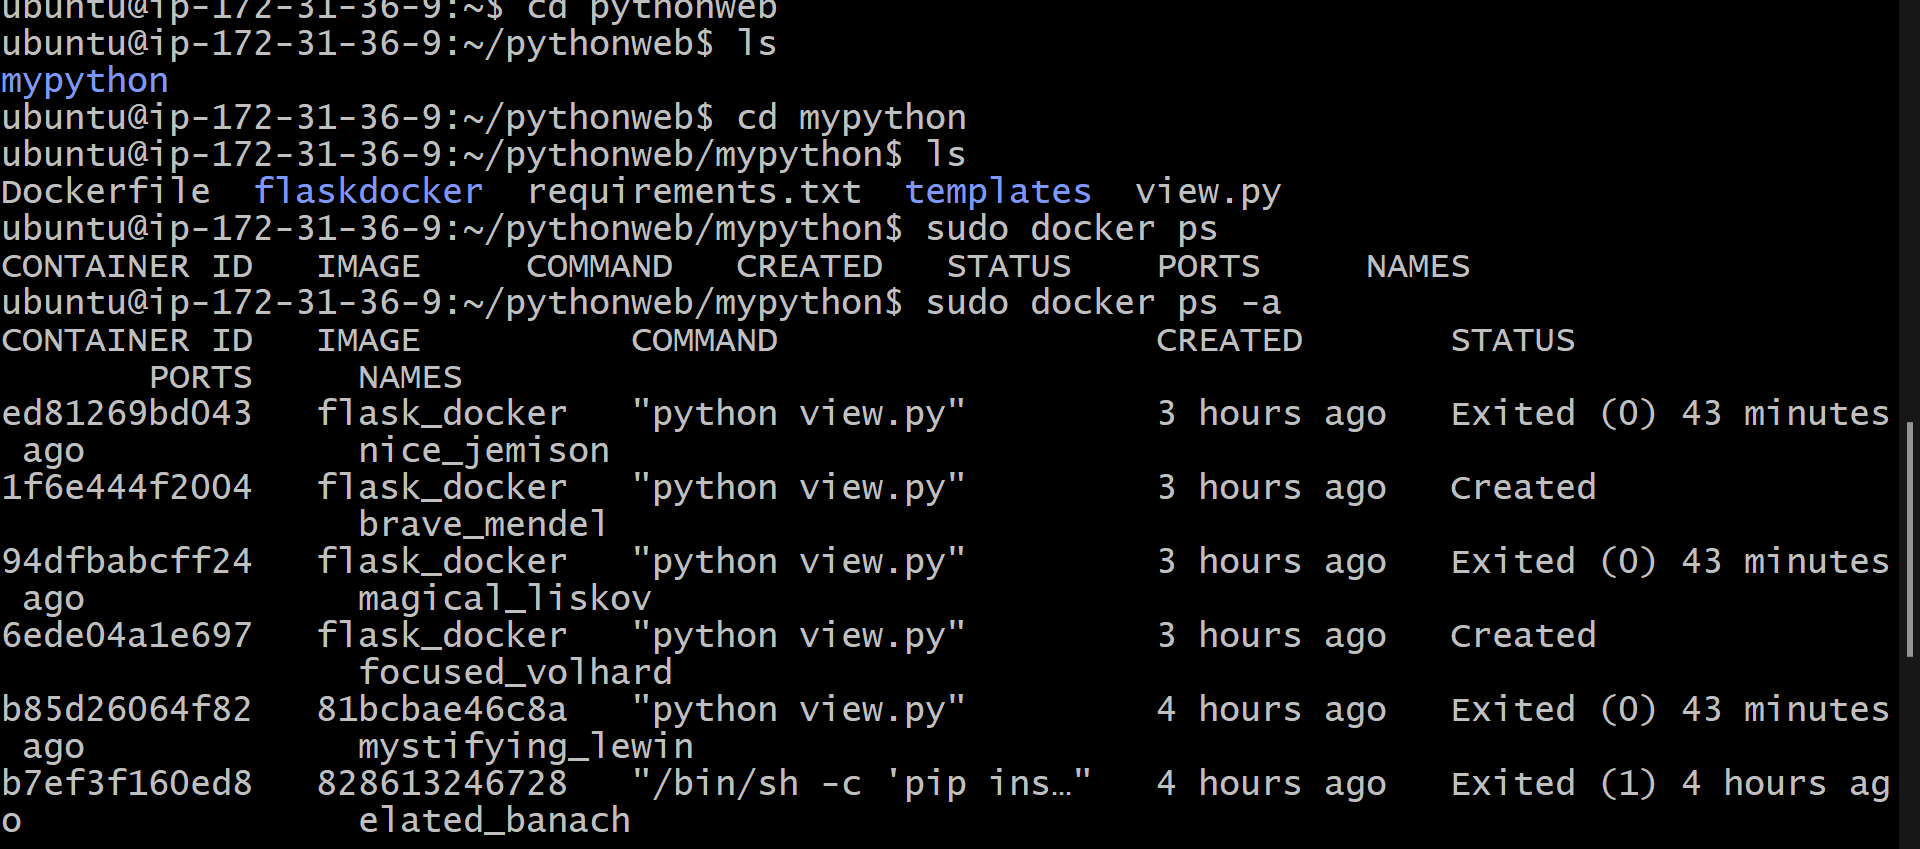 ubuntu@ip-172-31-36-9:~$ cd pythonweb
ubuntu@ip-172-31-36-9:~/pythonweb$ ls
mypython
ubuntu@ip-172-31-36-9:~/pythonweb$ cd mypython
ubuntu@ip-172-31-36-9:~/pythonweb/mypython$ ls
Dockerfile  flaskdocker  requirements.txt  templates  view.py
ubuntu@ip-172-31-36-9:~/pythonweb/mypython$ sudo docker ps
CONTAINER ID   IMAGE     COMMAND   CREATED   STATUS    PORTS     NAMES
ubuntu@ip-172-31-36-9:~/pythonweb/mypython$ sudo docker ps -a
CONTAINER ID   IMAGE          COMMAND                  CREATED       STATUS
       PORTS     NAMES
ed81269bd043   flask_docker   "python view.py"         3 hours ago   Exited (0) 43 minutes
 ago             nice_jemison
1f6e444f2004   flask_docker   "python view.py"         3 hours ago   Created
                 brave_mendel
94dfbabcff24   flask_docker   "python view.py"         3 hours ago   Exited (0) 43 minutes
 ago             magical_liskov
6ede04a1e697   flask_docker   "python view.py"         3 hours ago   Created
                 focused_volhard
b85d26064f82   81bcbae46c8a   "python view.py"         4 hours ago   Exited (0) 43 minutes
 ago             mystifying_lewin
b7ef3f160ed8   828613246728   "/bin/sh -c 'pip ins…"   4 hours ago   Exited (1) 4 hours ag
o                elated_banach